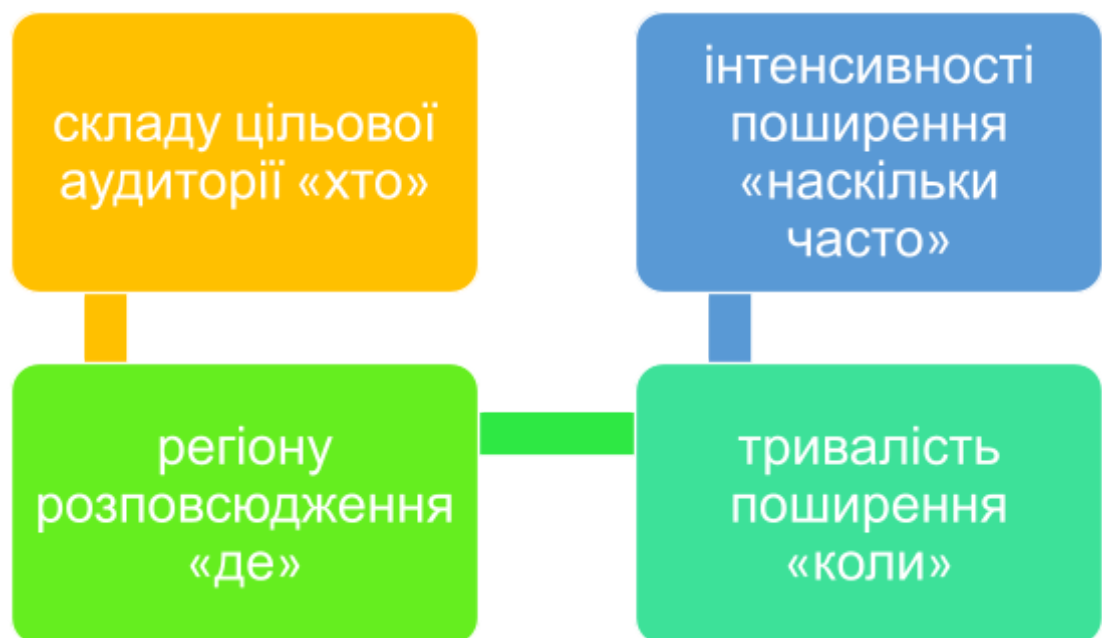 складу цільової
аудиторії «хто»
регіону
розповсюдження
«де»
тривалість
поширення
«коли»
інтенсивності
поширення
«наскільки
часто»